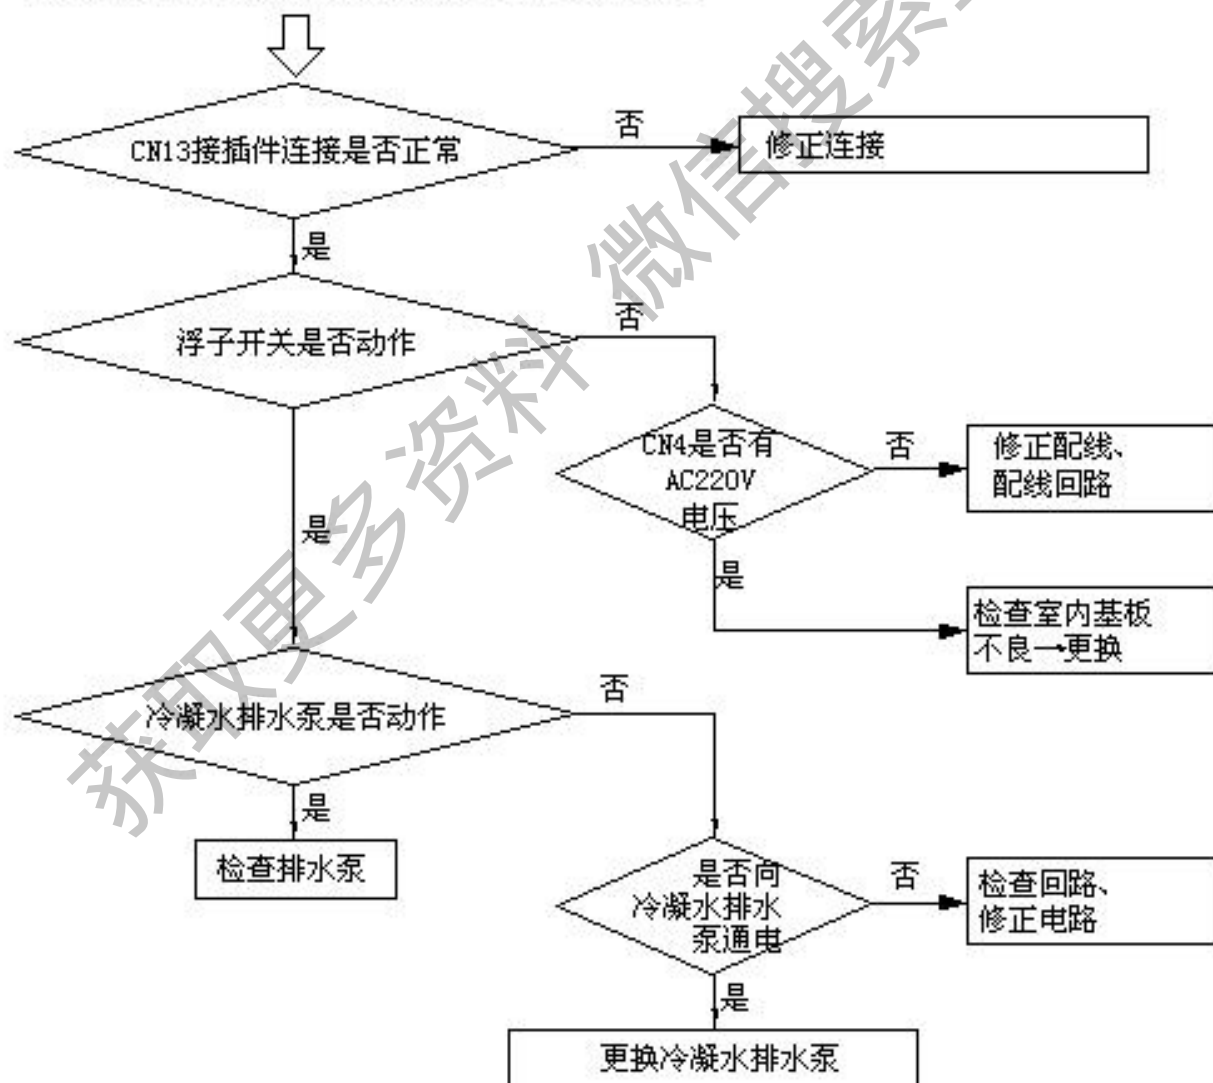 CN13接插件连接是否正常
否
修正连接
是
浮子开关是否动作
否
CN4是否有
AC220V
电压
否
修正配线、
配线回路
是
是
检查室内基板
不良→更换
冷凝水排水泵是否动作
否
是
检查排水泵
是否向
冷凝水排水
泵通电
否
检查回路、
修正电路
是
更换冷凝水排水泵
获取更多资料 微信搜索